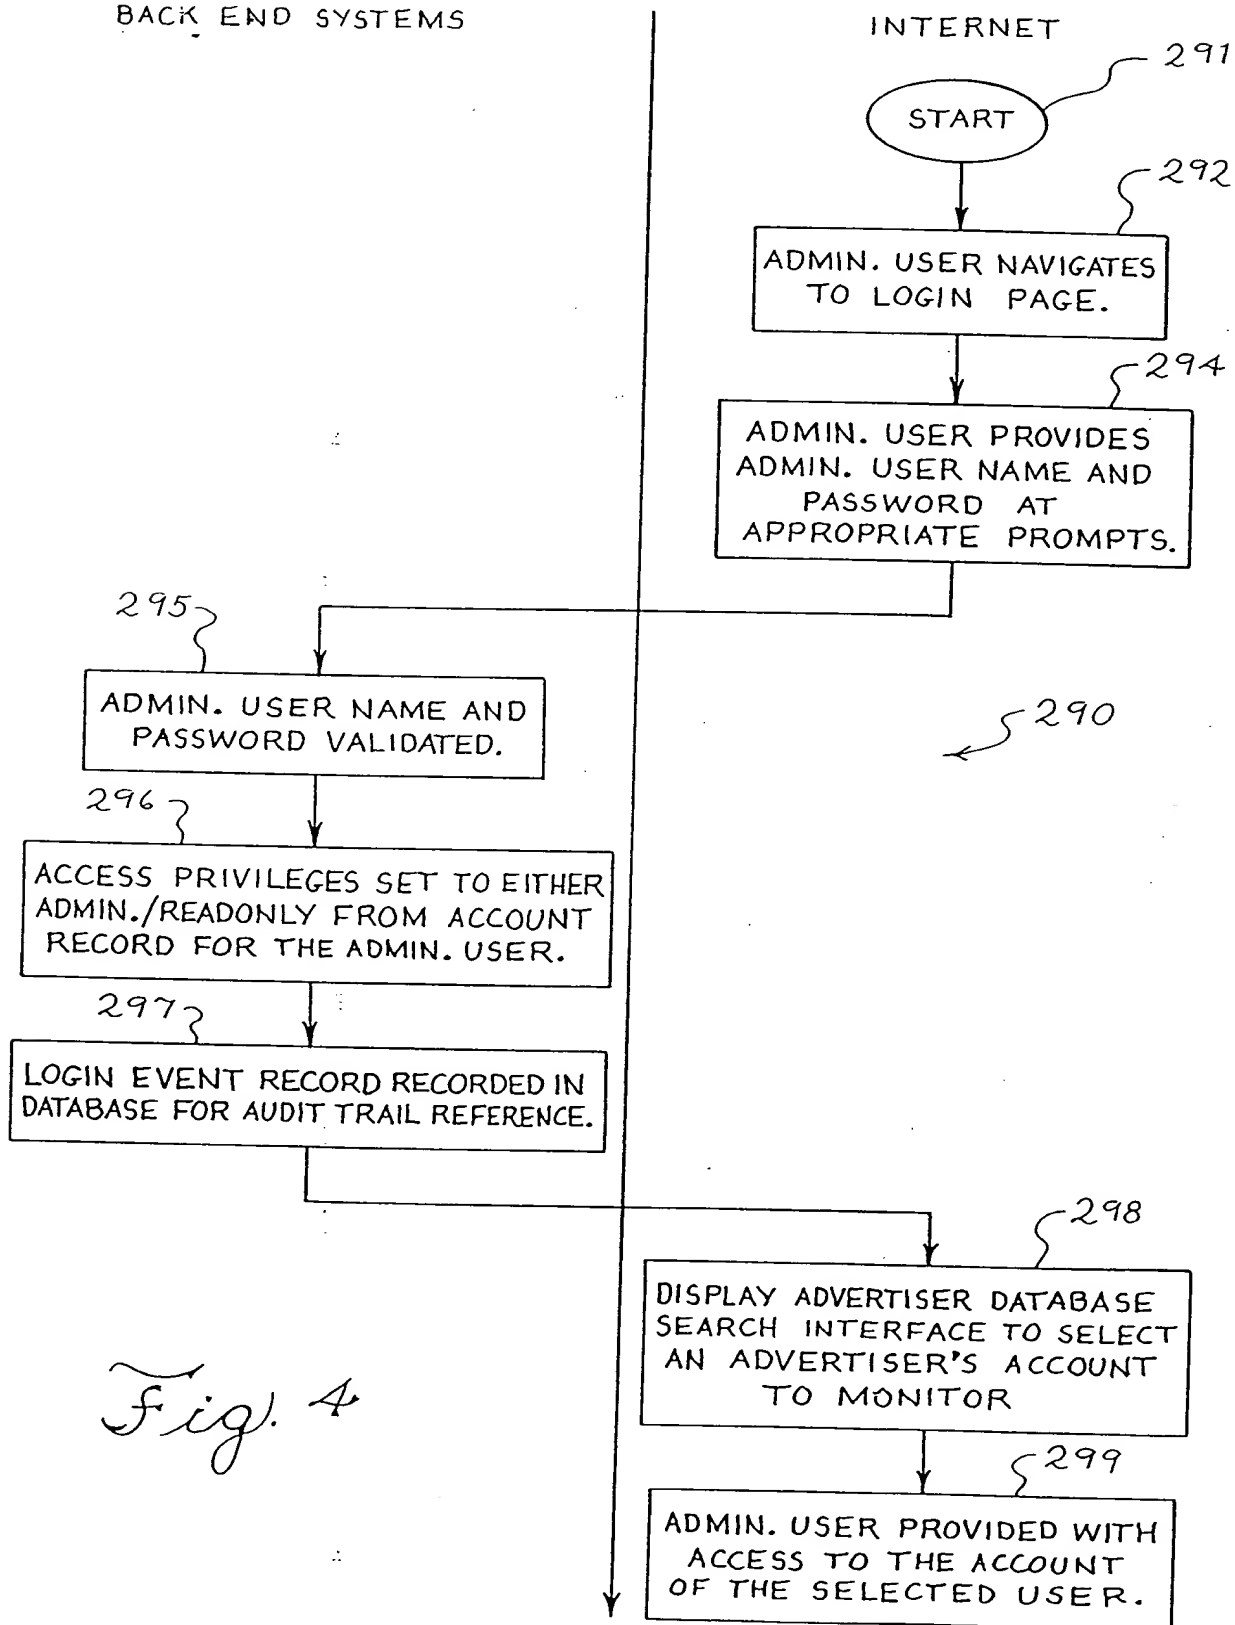 BACK END SYSTEMS
INTERNET
291
START
292
ADMIN. USER NAVIGATES
TO LOGIN PAGE.
294
ADMIN. USER PROVIDES
ADMIN. USER NAME AND
PASSWORD AT
APPROPRIATE PROMPTS.
295
ADMIN. USER NAME AND
PASSWORD VALIDATED.
290
296
ACCESS PRIVILEGES SET TO EITHER
ADMIN./READONLY FROM ACCOUNT
RECORD FOR THE ADMIN. USER.
297
LOGIN EVENT RECORD RECORDED IN
DATABASE FOR AUDIT TRAIL REFERENCE.
298
DISPLAY ADVERTISER DATABASE
SEARCH INTERFACE TO SELECT
AN ADVERTISER'S ACCOUNT
TO MONITOR
Fig. 4
299
ADMIN. USER PROVIDED WITH
ACCESS TO THE ACCOUNT
OF THE SELECTED USER.